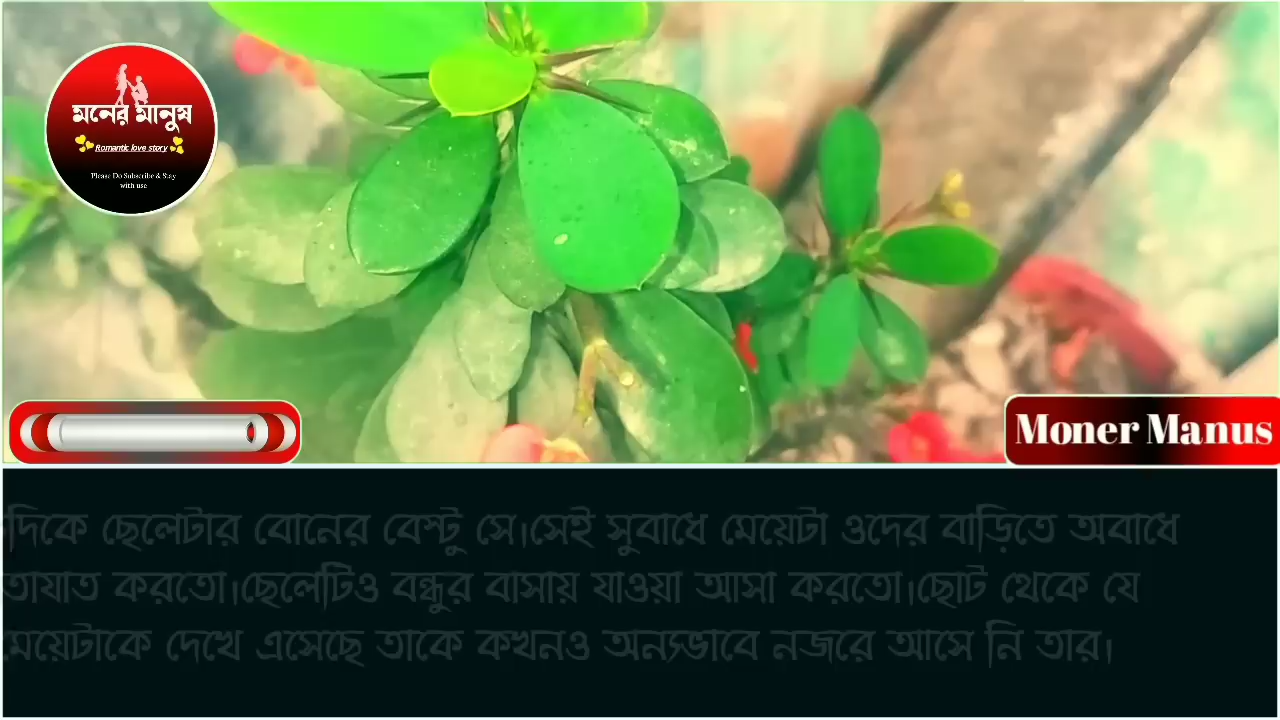 মনের মানুষ
Romantic love story
Please Do Subscribe & Stay
with use
Moner Manus
দিকে ছেলেটার বোনের বেস্টু সে।সেই সুবাধে মেয়েটা ওদের বাড়িতে অবাধে
করতো।ছেলেটিও বন্ধুর বাসায় যাওয়া আসা করতো।ছোট থেকে যে
মেয়েটাকে দেখে এসেছে তাকে কখনও অন্যভাবে নজরে আসে নি তার।